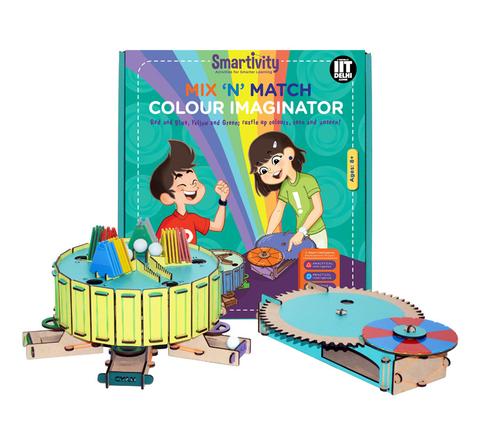 Smartivity
Activities for Smarter Learning
IIT
DELHI
MIX 'N' MATCH
COLOUR IMAGINATOR
Red and Blue, Yellow and Green; rustle up colours, seen and unseen!
Ages: 8+